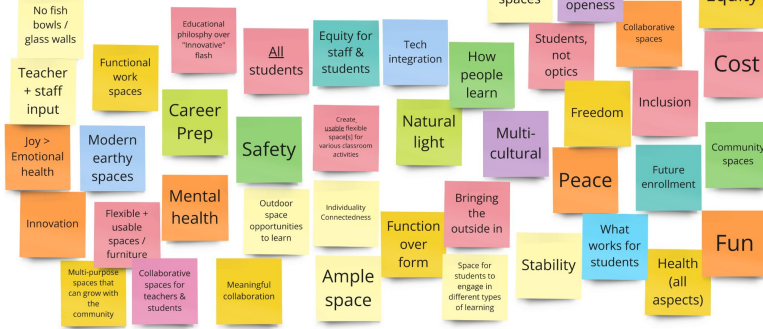 No fish
bowls /
glass walls
Educational
philosphy over
"Innovative"
flash
All
students
Equity for
staff &
students
Tech
integration
How
people
learn
spaces
openness
Students,
not
optics
Collaborative
spaces
Equity
Cost
Teacher
+ staff
input
Functional
work
spaces
Career
Prep
Safety
Create
usable flexible
space[s] for
various classroom
activities
Natural
light
Multi-
cultural
Freedom
Inclusion
Joy >
Emotional
health
Modern
earthy
spaces
Peace
Future
enrollment
Community
spaces
Innovation
Flexible +
usable
spaces /
furniture
Mental
health
Outdoor
space
opportunities
to learn
Individuality
Connectedness
Function
over
form
Bringing
the
outside in
Stability
What
works for
students
Fun
Multi-purpose
spaces that
can grow with
the
community
Collaborative
spaces for
teachers &
students
Meaningful
collaboration
Ample
space
Space for
students to
engage in
different types
of learning
Health
(all
aspects)